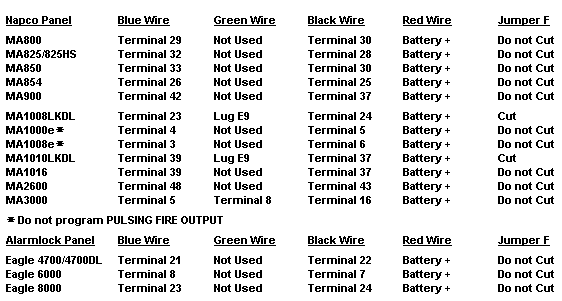 Napco Panel Blue Wire Green Wire Black Wire Red Wire Jumper F
MA800 Terminal 29 Not Used Terminal 30 Battery + Do not Cut
MA825/825HS Terminal 32 Not Used Terminal 28 Battery + Do not Cut
MA850 Terminal 33 Not Used Terminal 30 Battery + Do not Cut
MA854 Terminal 26 Not Used Terminal 25 Battery + Do not Cut
MA900 Terminal 42 Not Used Terminal 37 Battery + Do not Cut
MA1008LKDL Terminal 23 Lug E9 Terminal 24 Battery + Cut
MA1000e* Terminal 4 Not Used Terminal 5 Battery + Do not Cut
MA1008e* Terminal 3 Not Used Terminal 6 Battery + Do not Cut
MA1010LKDL Terminal 39 Lug E9 Terminal 37 Battery + Cut
MA1016 Terminal 39 Not Used Terminal 37 Battery + Do not Cut
MA2600 Terminal 48 Not Used Terminal 43 Battery + Do not Cut
MA3000 Terminal 5 Terminal 8 Terminal 16 Battery + Do not Cut
* Do not program PULSING FIRE OUTPUT
Alarmlock Panel Blue Wire Green Wire Black Wire Red Wire Jumper F
Eagle 4700/4700DL Terminal 21 Not Used Terminal 22 Battery + Do not Cut
Eagle 6000 Terminal 8 Not Used Terminal 7 Battery + Do not Cut
Eagle 8000 Terminal 23 Not Used Terminal 24 Battery + Do not Cut